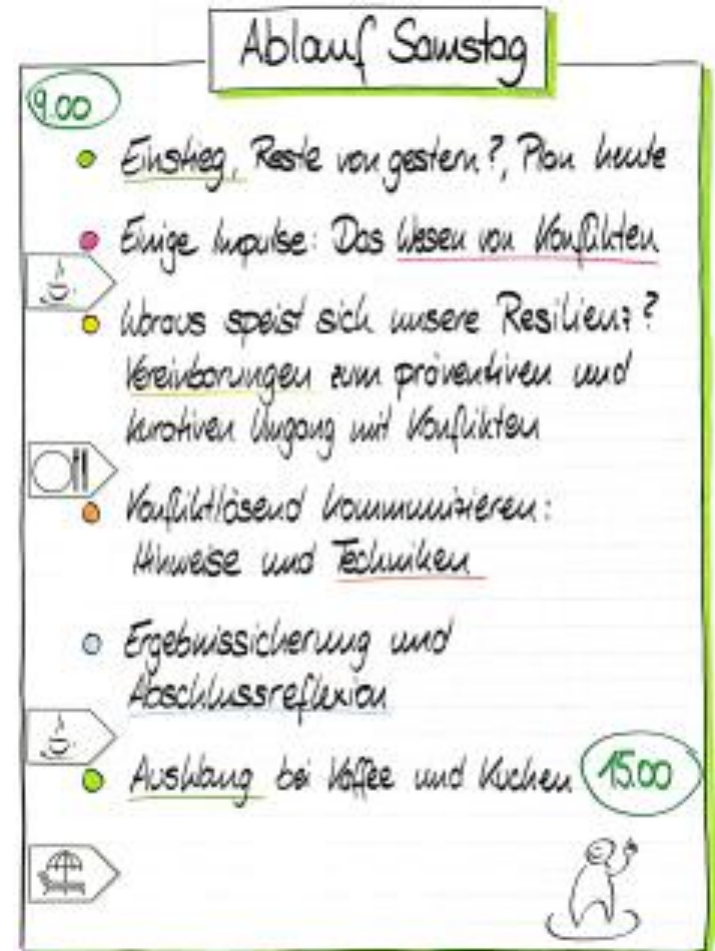 Ablauf Samstag
9.00
Einstieg, Reste von gestern?, Plan heute
Einige Impulse: Das Wesen von Konflikten
Woraus speist sich unsere Resilienz?
Vereinbarungen zum präventiven und
kurativen Umgang mit Konflikten
Konfliktlösend kommunizieren:
Hinweise und Techniken
Ergebnissicherung und
Abschlussreflexion
Ausklang bei Kaffee und Kuchen 15.00